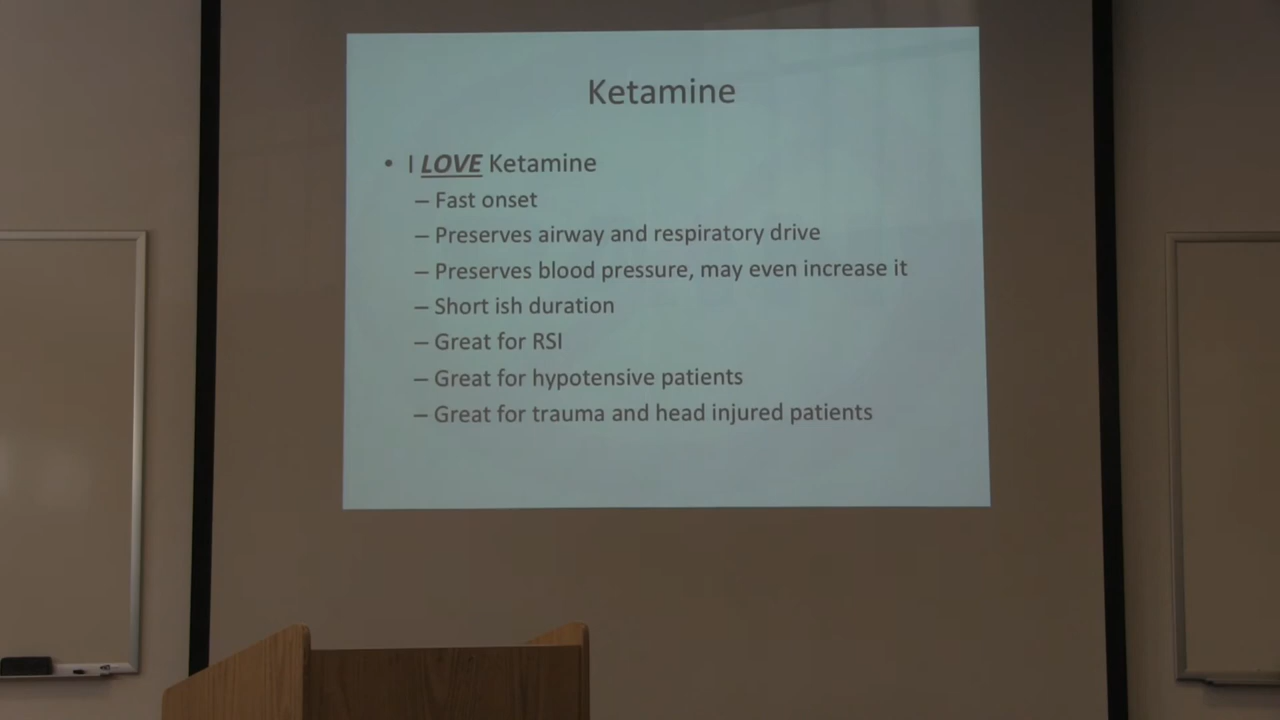 Ketamine
• I LOVE Ketamine
– Fast onset
– Preserves airway and respiratory drive
– Preserves blood pressure, may even increase it
– Short ish duration
– Great for RSI
– Great for hypotensive patients
– Great for trauma and head injured patients